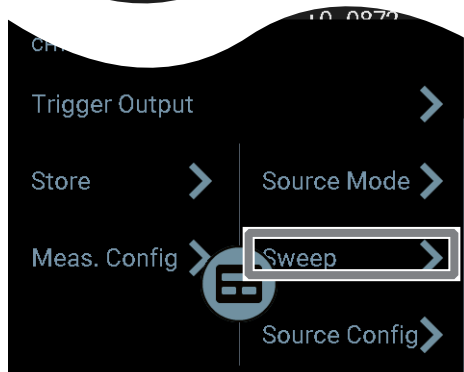 Trigger Output
Store
Source Mode
Meas. Config
Sweep
Source Config